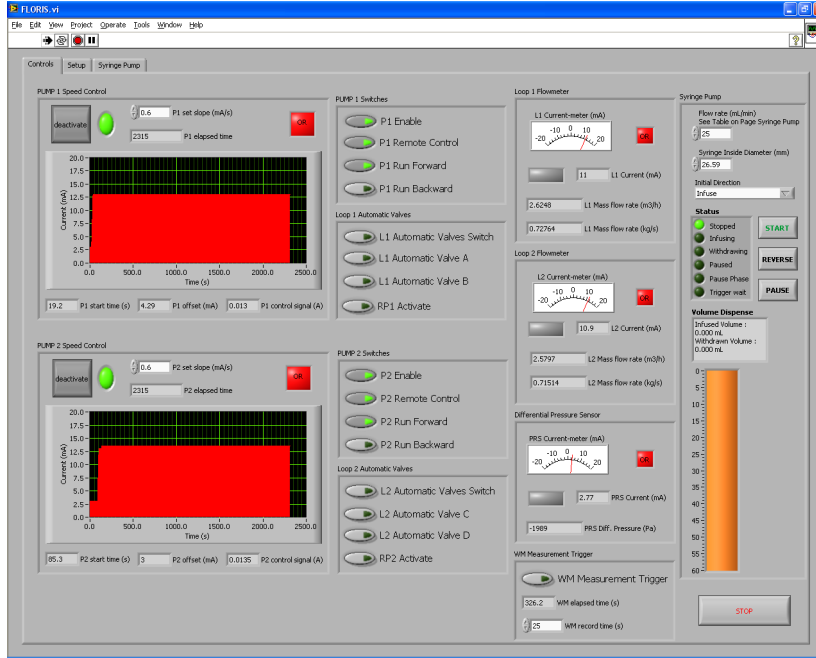 FLORIS.vi
File Edit View Project Operate Tools Window Help
Controls Setup Syringe Pump
PUMP 1 Speed Control
deactivate
0.6 P1 set slope (mA/s)
2315 P1 elapsed time
OR
20.0
17.5
15.0
12.5
10.0
7.5
5.0
2.5
0.0
Current (mA)
0.0 500.0 1000.0 1500.0 2000.0 2500.0
Time (s)
19.2 P1 start time (s) 4.29 P1 offset (mA) 0.013 P1 control signal (A)
PUMP 2 Speed Control
deactivate
0.6 P2 set slope (mA/s)
2315 P2 elapsed time
OR
20.0
17.5
15.0
12.5
10.0
7.5
5.0
2.5
0.0
Current (mA)
0.0 500.0 1000.0 1500.0 2000.0 2500.0
Time (s)
85.3 P2 start time (s) 3 P2 offset (mA) 0.0135 P2 control signal (A)
PUMP 1 Switches
P1 Enable
P1 Remote Control
P1 Run Forward
P1 Run Backward
Loop 1 Automatic Valves
L1 Automatic Valves Switch
L1 Automatic Valve A
L1 Automatic Valve B
RP1 Activate
PUMP 2 Switches
P2 Enable
P2 Remote Control
P2 Run Forward
P2 Run Backward
Loop 2 Automatic Valves
L2 Automatic Valves Switch
L2 Automatic Valve C
L2 Automatic Valve D
RP2 Activate
Loop 1 Flowmeter
L1 Current-meter (mA)
-20 -10 0 10 20
OR
11 L1 Current (mA)
2.6248 L1 Mass flow rate (m3/h)
0.72764 L1 Mass flow rate (kg/s)
Loop 2 Flowmeter
L2 Current-meter (mA)
-20 -10 0 10 20
OR
10.9 L2 Current (mA)
2.5797 L2 Mass flow rate (m3/h)
0.71514 L2 Mass flow rate (kg/s)
Differential Pressure Sensor
PRS Current-meter (mA)
-20 -10 0 10 20
OR
2.77 PRS Current (mA)
-1989 PRS Diff. Pressure (Pa)
WM Measurement Trigger
WM Measurement Trigger
326.2 WM elapsed time (s)
25 WM record time (s)
Syringe Pump
Flow rate (mL/min)
See Table on Page Syringe Pump
25
Syringe Inside Diameter (mm)
26.59
Initial Direction
Infuse
Status
Stopped
Infusing
Withdrawing
Paused
Pause Phase
Trigger wait
START
REVERSE
PAUSE
Volume Dispense
Infused Volume :
0.000 mL
Withdrawn Volume :
0.000 mL
0
5
10
15
20
25
30
35
40
45
50
55
60
STOP